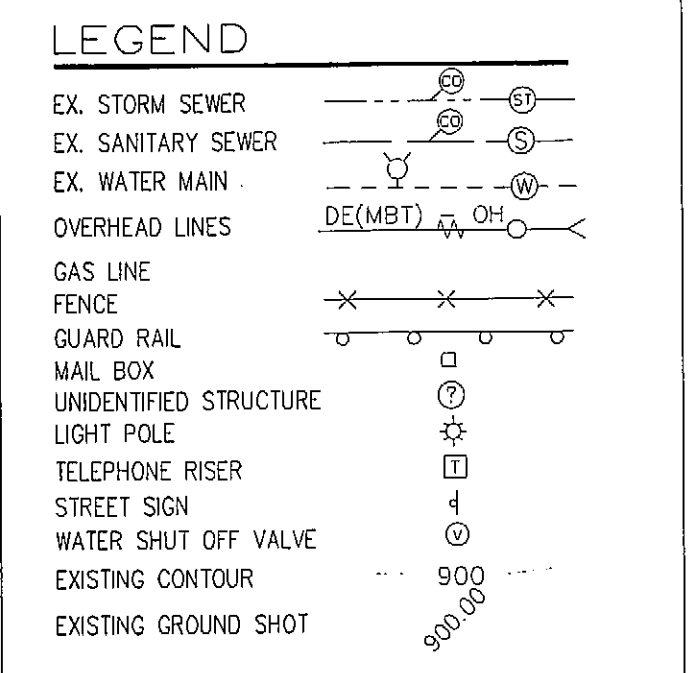 LEGEND
EX. STORM SEWER CO ST
EX. SANITARY SEWER CO S
EX. WATER MAIN W
OVERHEAD LINES DE(MBT) OH
GAS LINE
FENCE
GUARD RAIL
MAIL BOX
UNIDENTIFIED STRUCTURE ?
LIGHT POLE
TELEPHONE RISER T
STREET SIGN
WATER SHUT OFF VALVE V
EXISTING CONTOUR 900
EXISTING GROUND SHOT 900.00